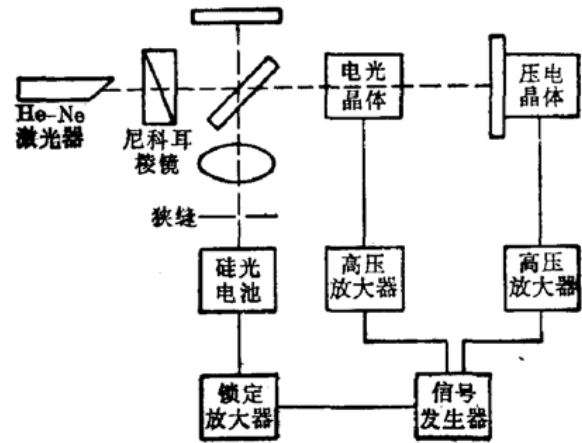 电光
晶体
压电
晶体
He-Ne
激光器
尼科耳
棱镜
狭缝
硅光
电池
高压
放大器
高压
放大器
锁定
放大器
信号
发生器